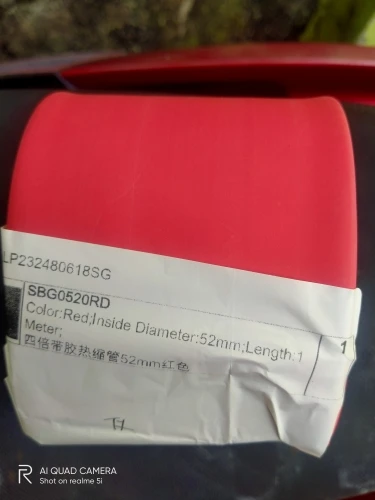 LP232480618SG
SBG0520RD
Color:Red;Inside Diameter:52mm;Length:1
Meter;
1
四倍带胶热缩管52mm红色
R AI QUAD CAMERA
Shot on realme 5i